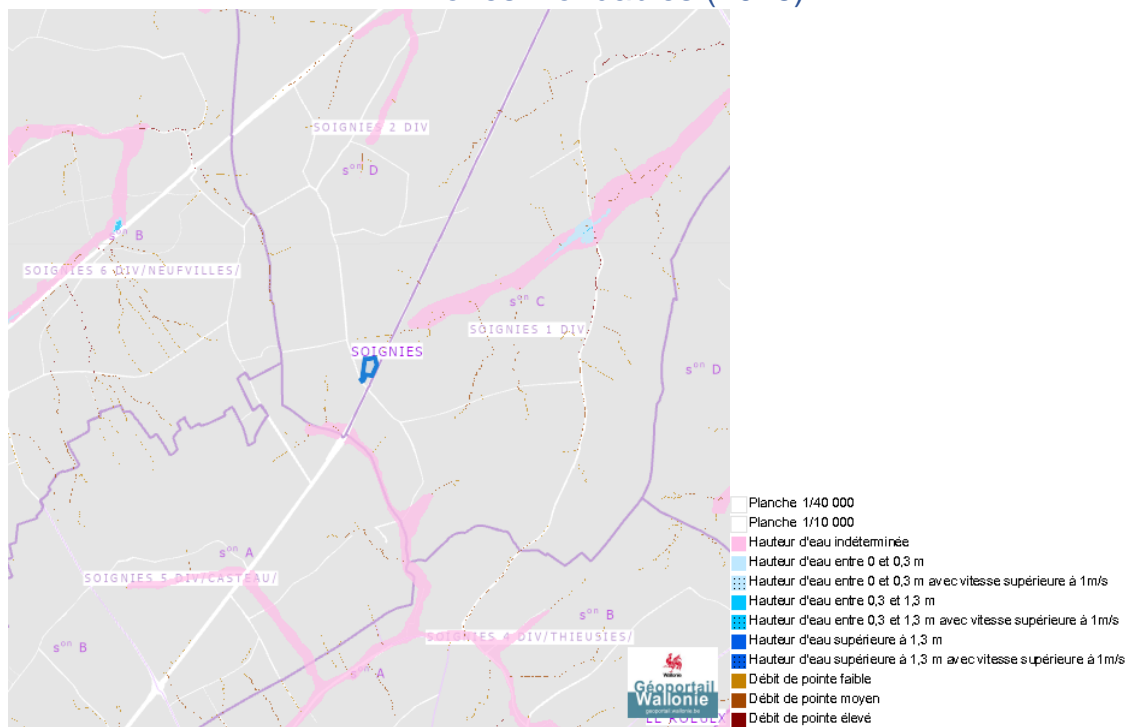 SOIGNIES 2 DIV
sᵒⁿ D
sᵒⁿ B
SOIGNIES 6 DIV/NEUFVILLES/
sᵒⁿ C
SOIGNIES 1 DIV
SOIGNIES
sᵒⁿ D
sᵒⁿ A
SOIGNIES 5 DIV/CASTEAU/
sᵒⁿ B
SOIGNIES 4 DIV/THIEUSIES/
sᵒⁿ B
sᵒⁿ A
Wallonie
Géoportail
Wallonie
geoportail.wallonie.be
LE ROEULX
Planche 1/40 000
Planche 1/10 000
Hauteur d'eau indéterminée
Hauteur d'eau entre 0 et 0,3 m
Hauteur d'eau entre 0 et 0,3 m avec vitesse supérieure à 1m/s
Hauteur d'eau entre 0,3 et 1,3 m
Hauteur d'eau entre 0,3 et 1,3 m avec vitesse supérieure à 1m/s
Hauteur d'eau supérieure à 1,3 m
Hauteur d'eau supérieure à 1,3 m avec vitesse supérieure à 1m/s
Débit de pointe faible
Débit de pointe moyen
Débit de pointe élevé